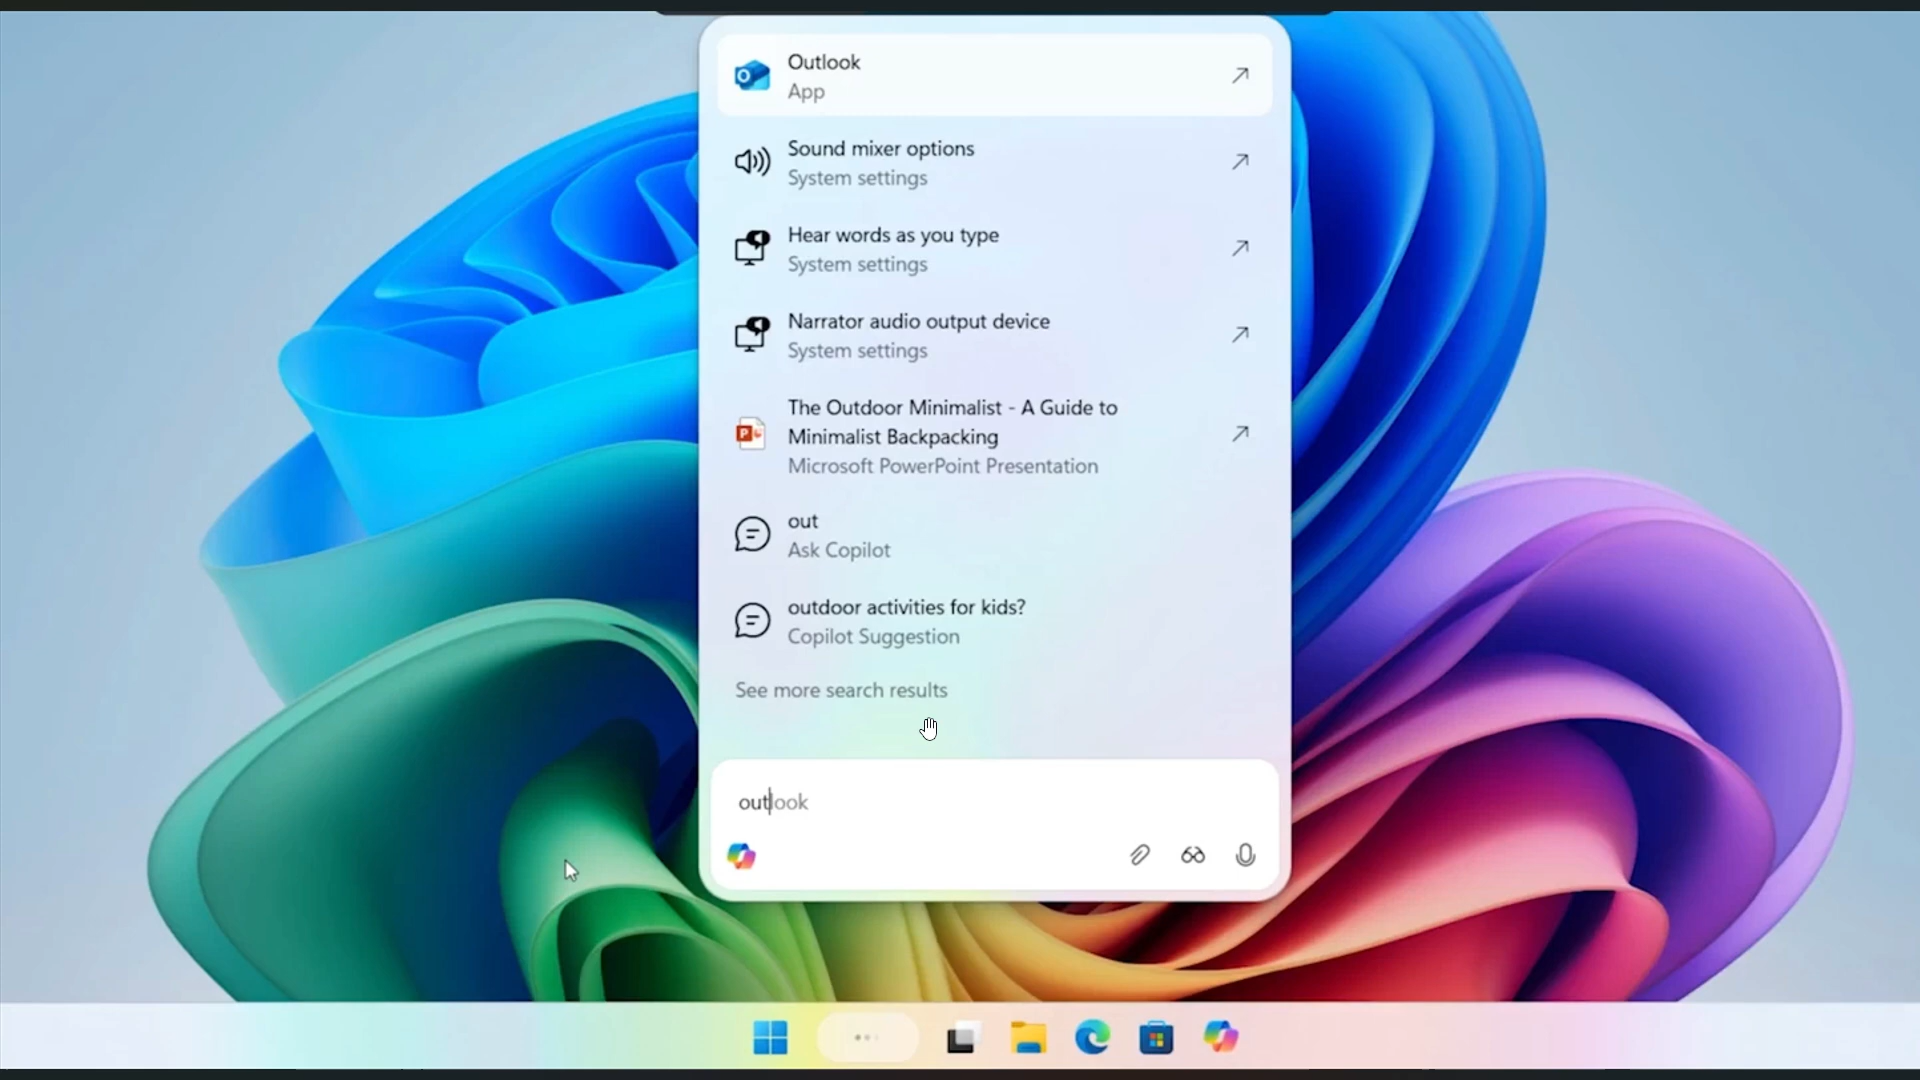 Outlook
App
Sound mixer options
System settings
Hear words as you type
System settings
Narrator audio output device
System settings
The Outdoor Minimalist - A Guide to
Minimalist Backpacking
Microsoft PowerPoint Presentation
out
Ask Copilot
outdoor activities for kids?
Copilot Suggestion
See more search results
outlook